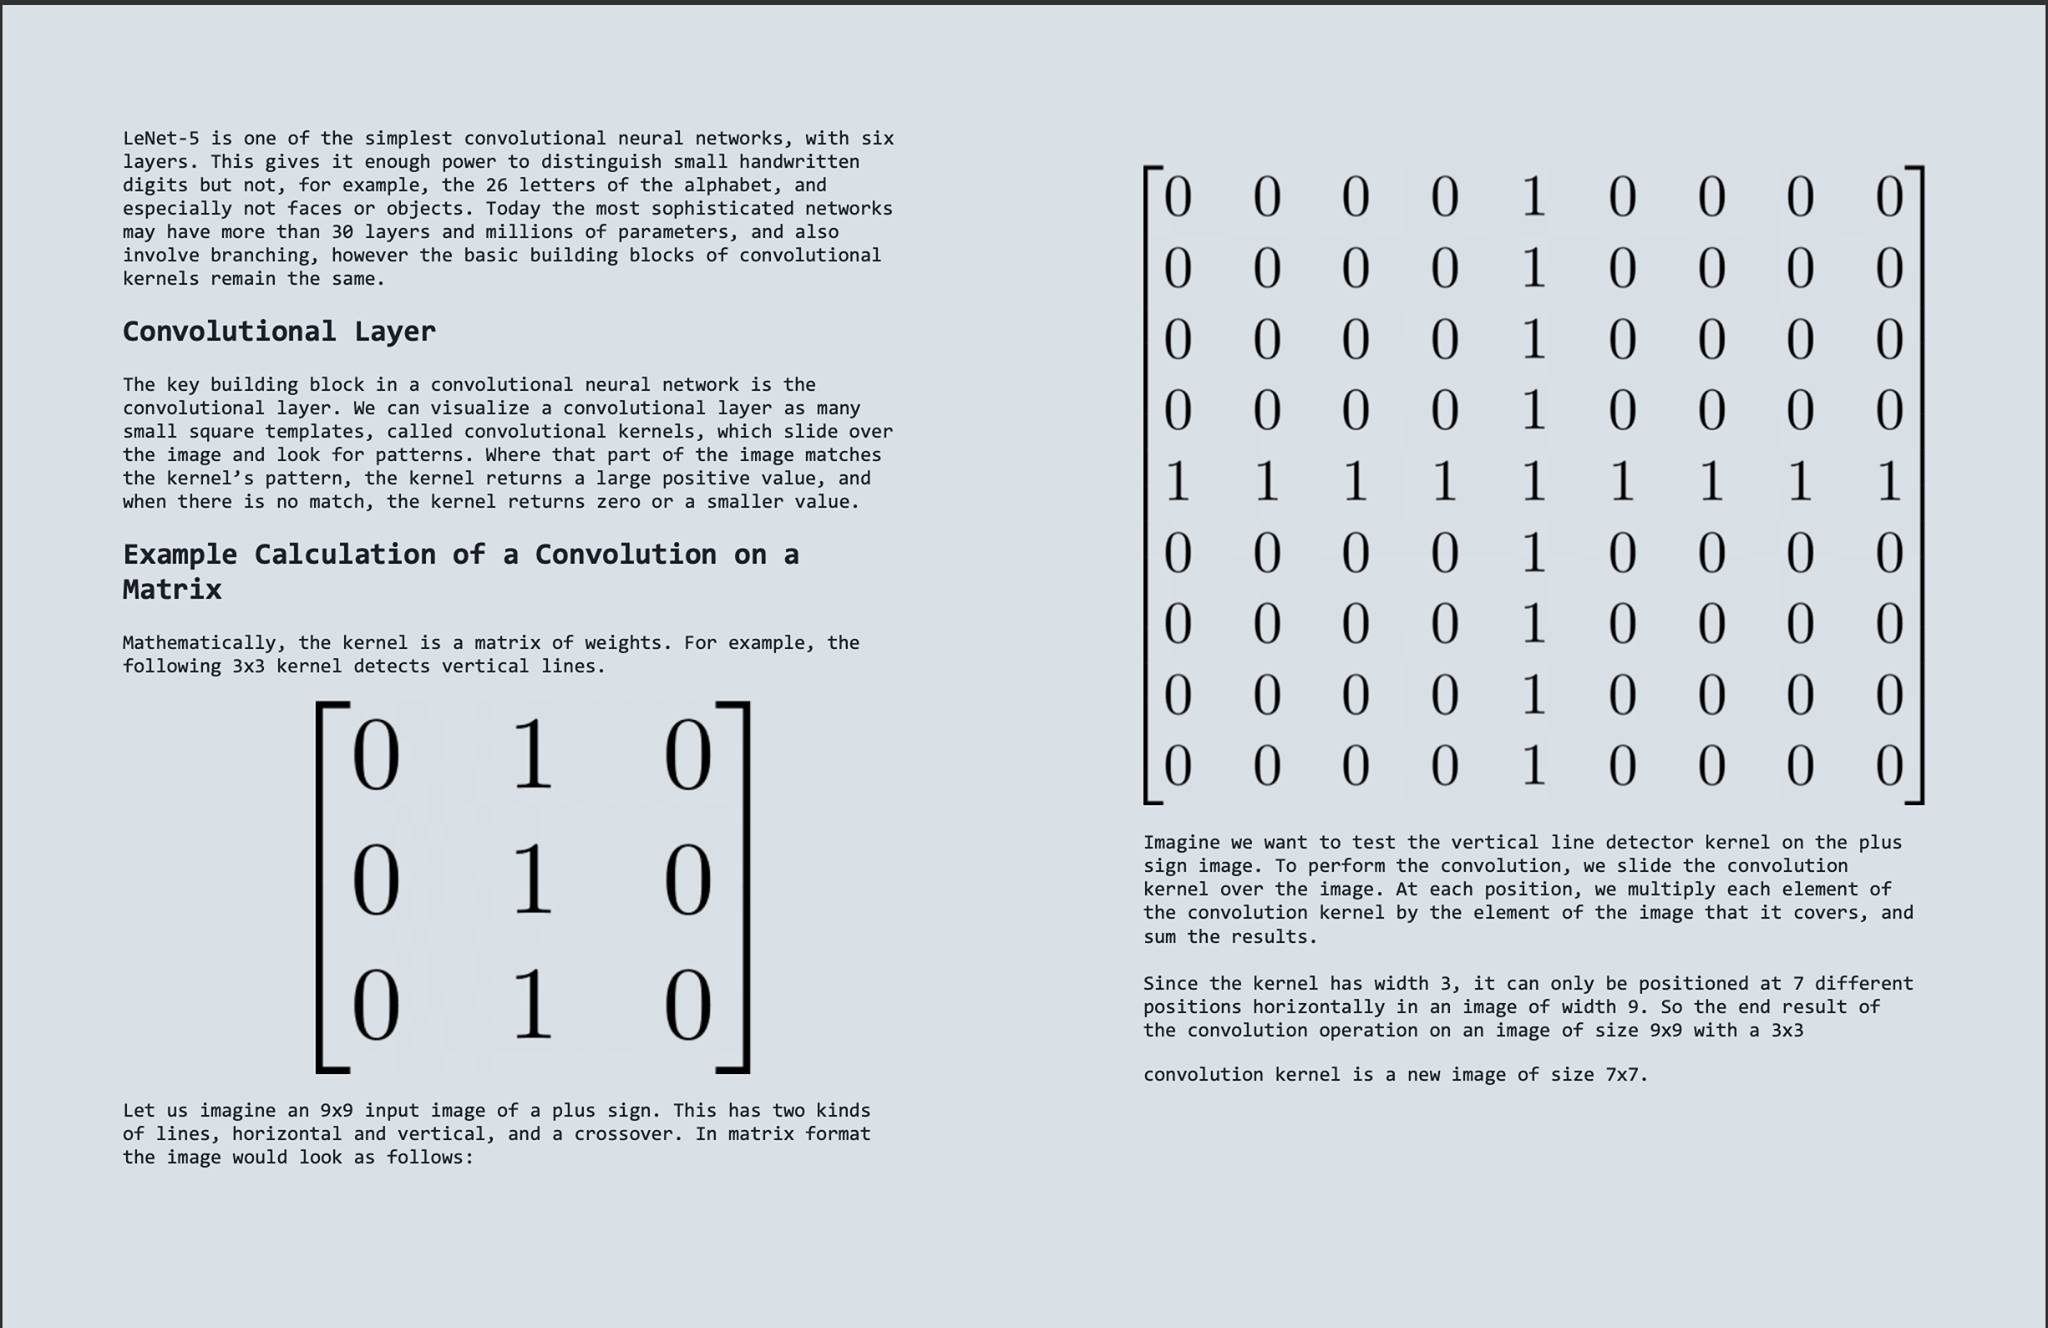 LeNet-5 is one of the simplest convolutional neural networks, with six
layers. This gives it enough power to distinguish small handwritten
digits but not, for example, the 26 letters of the alphabet, and
especially not faces or objects. Today the most sophisticated networks
may have more than 30 layers and millions of parameters, and also
involve branching, however the basic building blocks of convolutional
kernels remain the same.
Convolutional Layer
The key building block in a convolutional neural network is the
convolutional layer. We can visualize a convolutional layer as many
small square templates, called convolutional kernels, which slide over
the image and look for patterns. Where that part of the image matches
the kernel’s pattern, the kernel returns a large positive value, and
when there is no match, the kernel returns zero or a smaller value.
Example Calculation of a Convolution on a
Matrix
Mathematically, the kernel is a matrix of weights. For example, the
following 3x3 kernel detects vertical lines.
0 1 0
0 1 0
0 1 0
Let us imagine an 9x9 input image of a plus sign. This has two kinds
of lines, horizontal and vertical, and a crossover. In matrix format
the image would look as follows:
0 0 0 0 1 0 0 0 0
0 0 0 0 1 0 0 0 0
0 0 0 0 1 0 0 0 0
0 0 0 0 1 0 0 0 0
1 1 1 1 1 1 1 1 1
0 0 0 0 1 0 0 0 0
0 0 0 0 1 0 0 0 0
0 0 0 0 1 0 0 0 0
0 0 0 0 1 0 0 0 0
Imagine we want to test the vertical line detector kernel on the plus
sign image. To perform the convolution, we slide the convolution
kernel over the image. At each position, we multiply each element of
the convolution kernel by the element of the image that it covers, and
sum the results.
Since the kernel has width 3, it can only be positioned at 7 different
positions horizontally in an image of width 9. So the end result of
the convolution operation on an image of size 9x9 with a 3x3
convolution kernel is a new image of size 7x7.